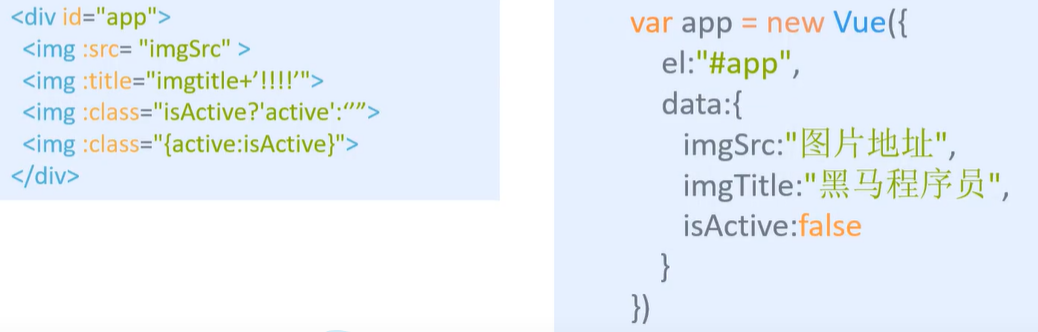 <div id="app">
<img :src= "imgSrc" >
<img :title="imgtitle+’!!!!’">
<img :class="isActive?'active':“”">
<img :class="{active:isActive}">
</div>
var app = new Vue({
el:"#app",
data:{
imgSrc:"图片地址",
imgTitle:"黑马程序员",
isActive:false
}
})